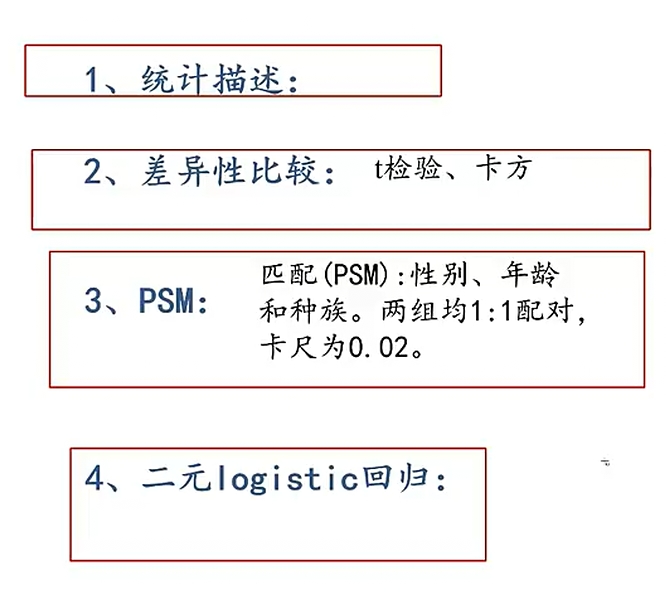 1、统计描述：
2、差异性比较： t检验、卡方
3、PSM：
匹配(PSM):性别、年龄
和种族。两组均1:1配对，
卡尺为0.02。
4、二元logistic回归：